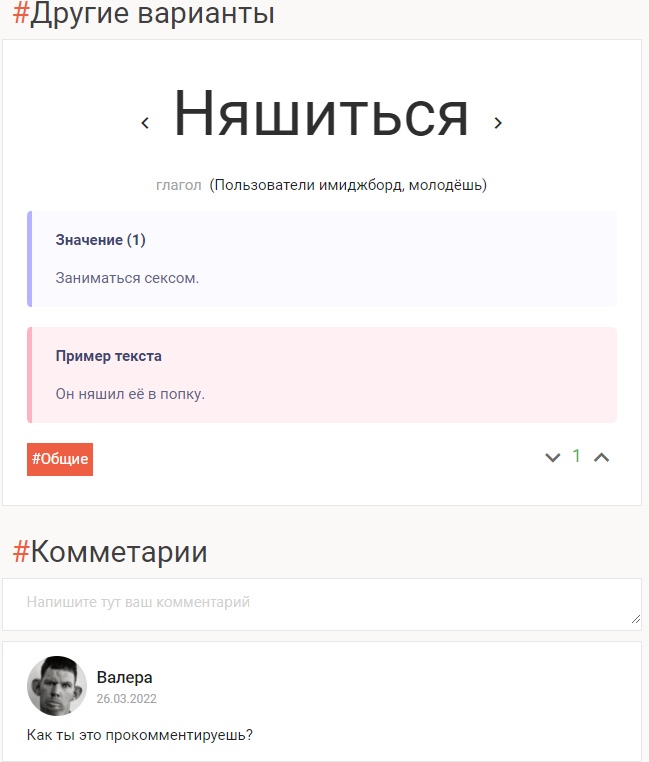 #Другие варианты
Няшиться
глагол (Пользователи имиджборд, молодёшь)
Значение (1)
Заниматься сексом.
Пример текста
Он няшил её в попку.
#Общие
1
#Комметарии
Напишите тут ваш комментарий
Валера
26.03.2022
Как ты это прокомментируешь?